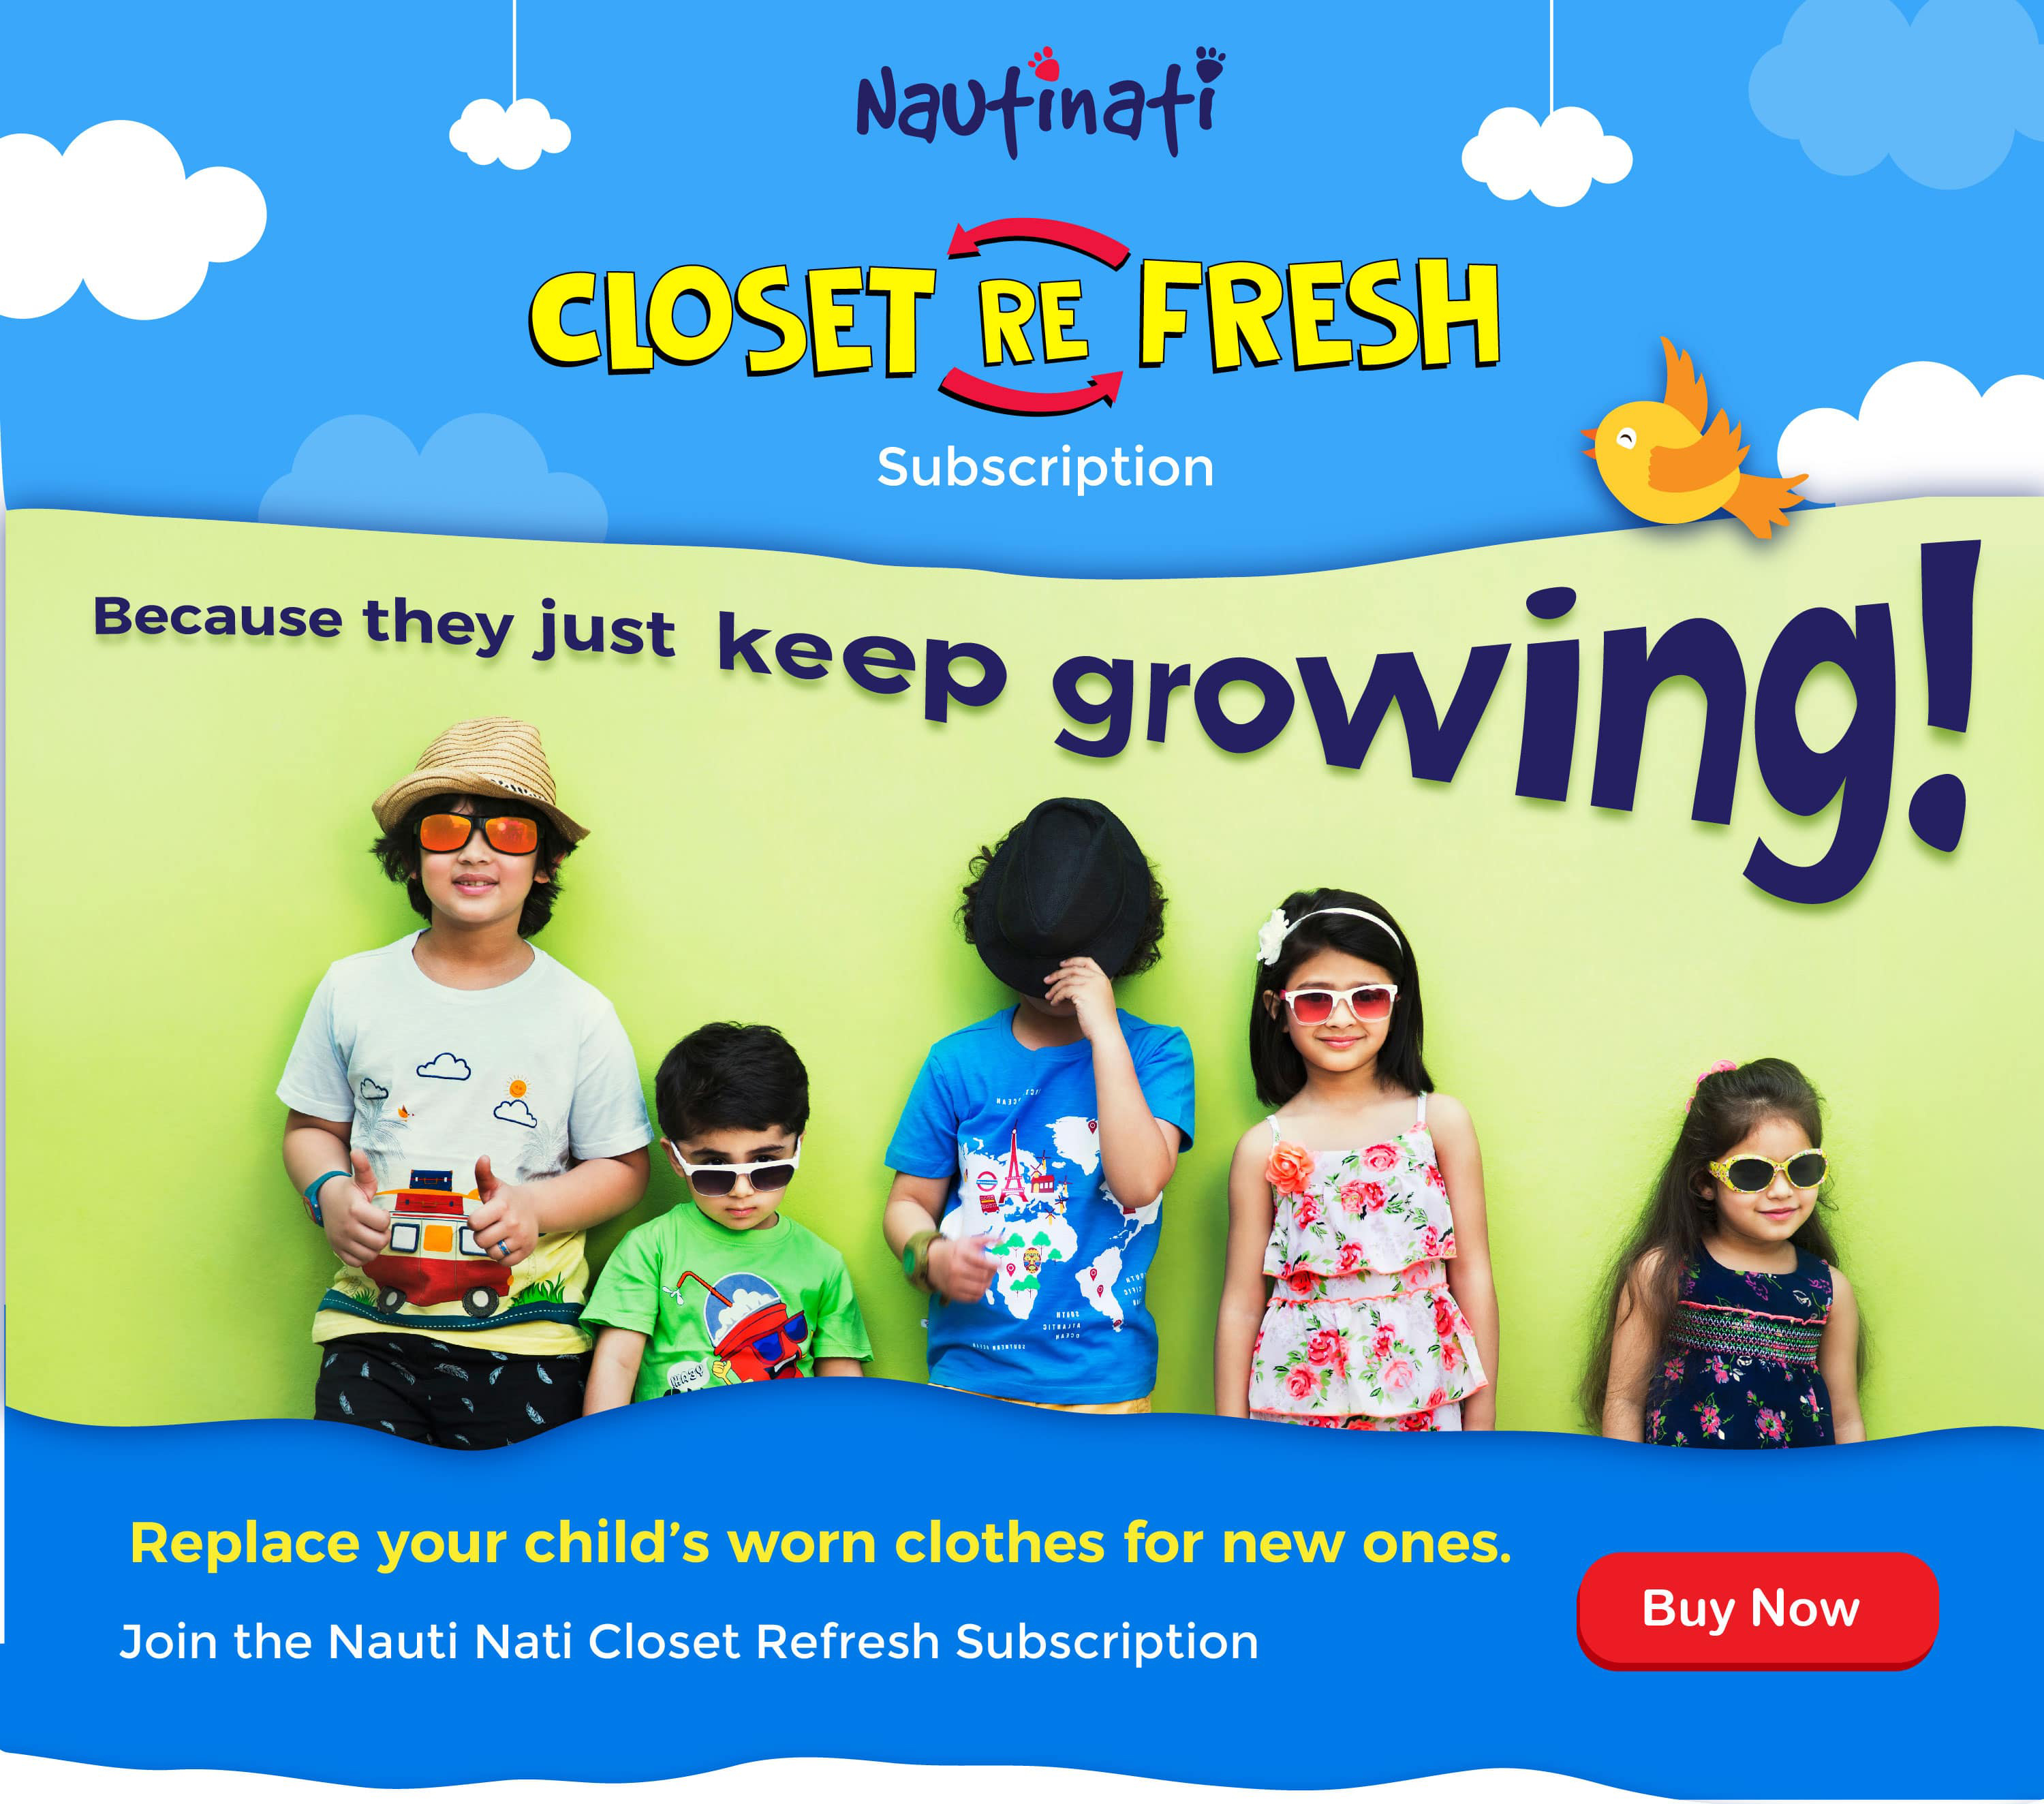 Nautinati
CLOSET RE FRESH
Subscription
Because they just keep growing!
Replace your child's worn clothes for new ones.
Join the Nauti Nati Closet Refresh Subscription
Buy Now